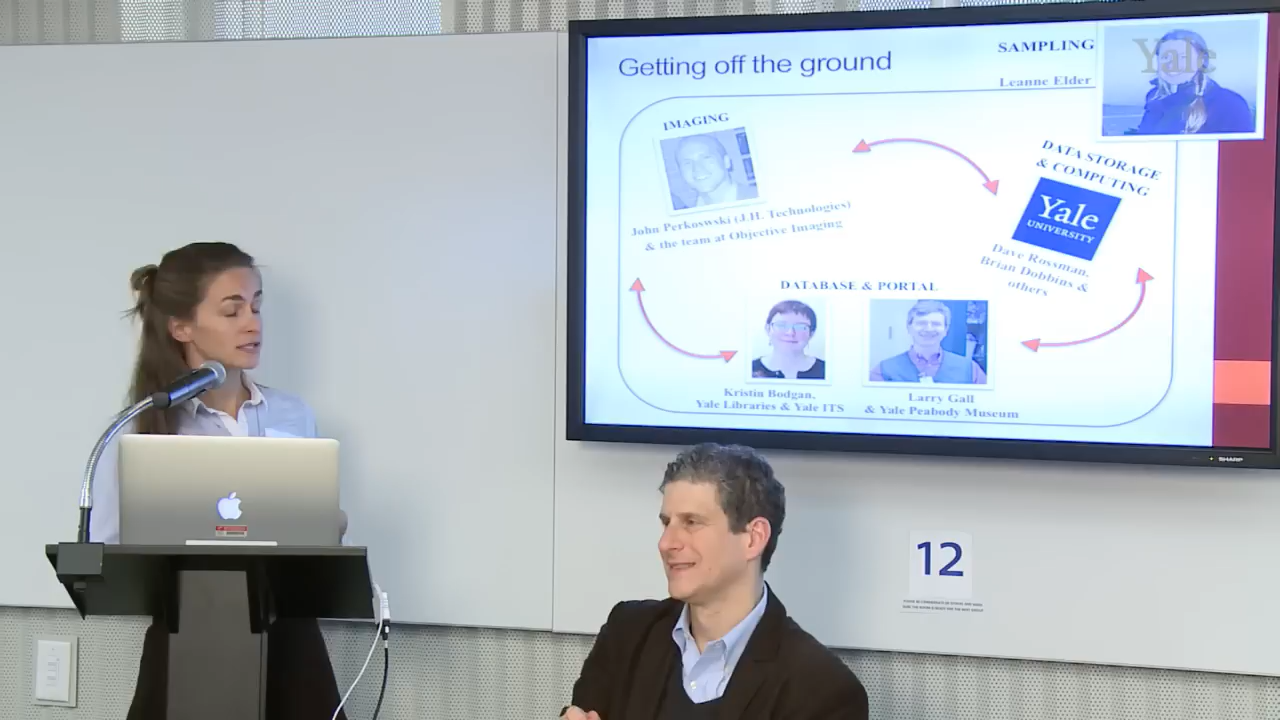 Getting off the ground
SAMPLING
Leanne Elder
Yale
IMAGING
John Perkoswski (J.H. Technologies)
& the team at Objective Imaging
DATA STORAGE
& COMPUTING
Yale
UNIVERSITY
Dave Rossman,
Brian Dobbins &
others
DATABASE & PORTAL
Kristin Bodgan,
Yale Libraries & Yale ITS
Larry Gall
& Yale Peabody Museum
SHARP
12